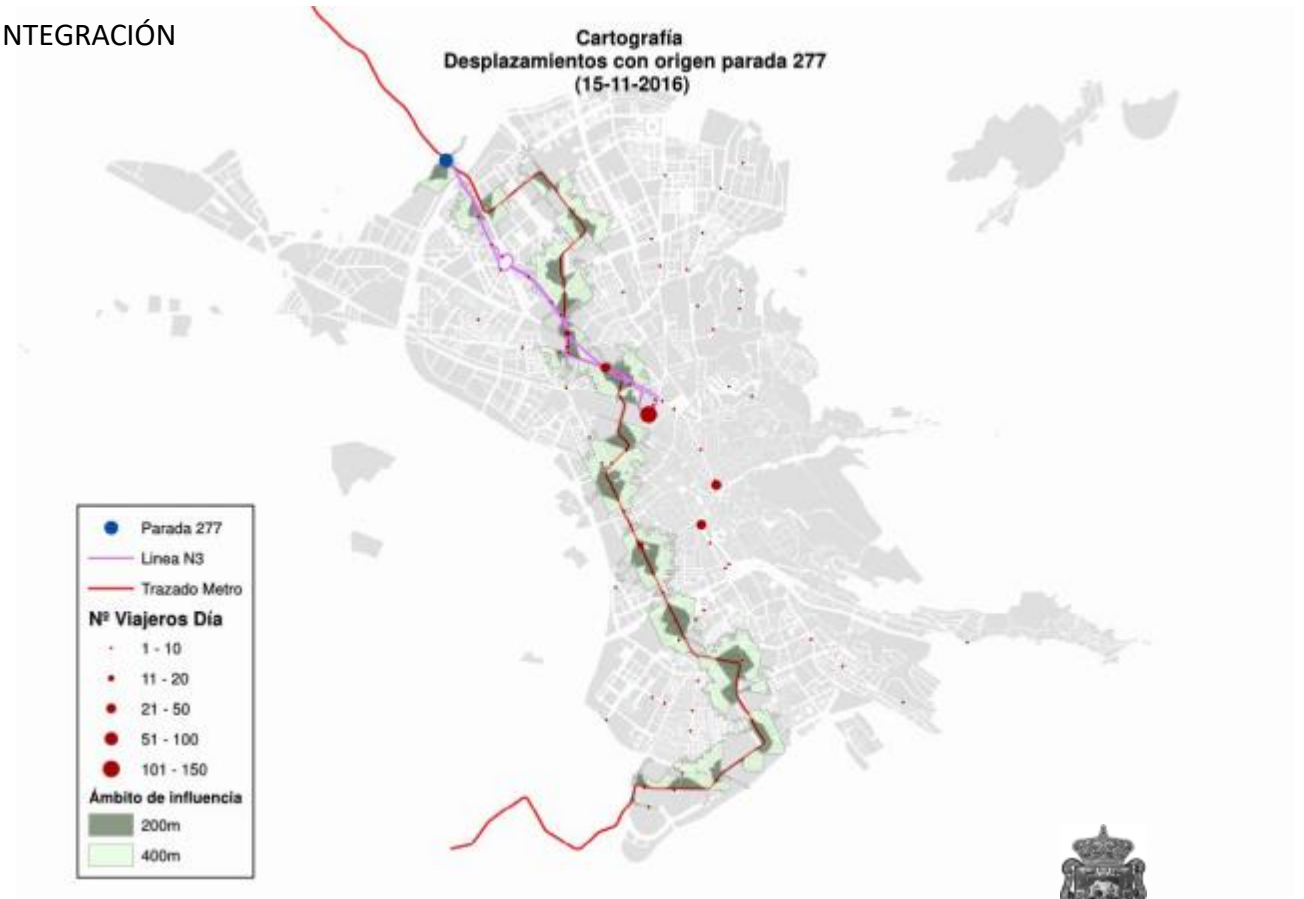 NTEGRACIÓN
Cartografía
Desplazamientos con origen parada 277
(15-11-2016)
Parada 277
Linea N3
Trazado Metro
Nº Viajeros Día
1 - 10
11 - 20
21 - 50
51 - 100
101 - 150
Ámbito de influencia
200m
400m